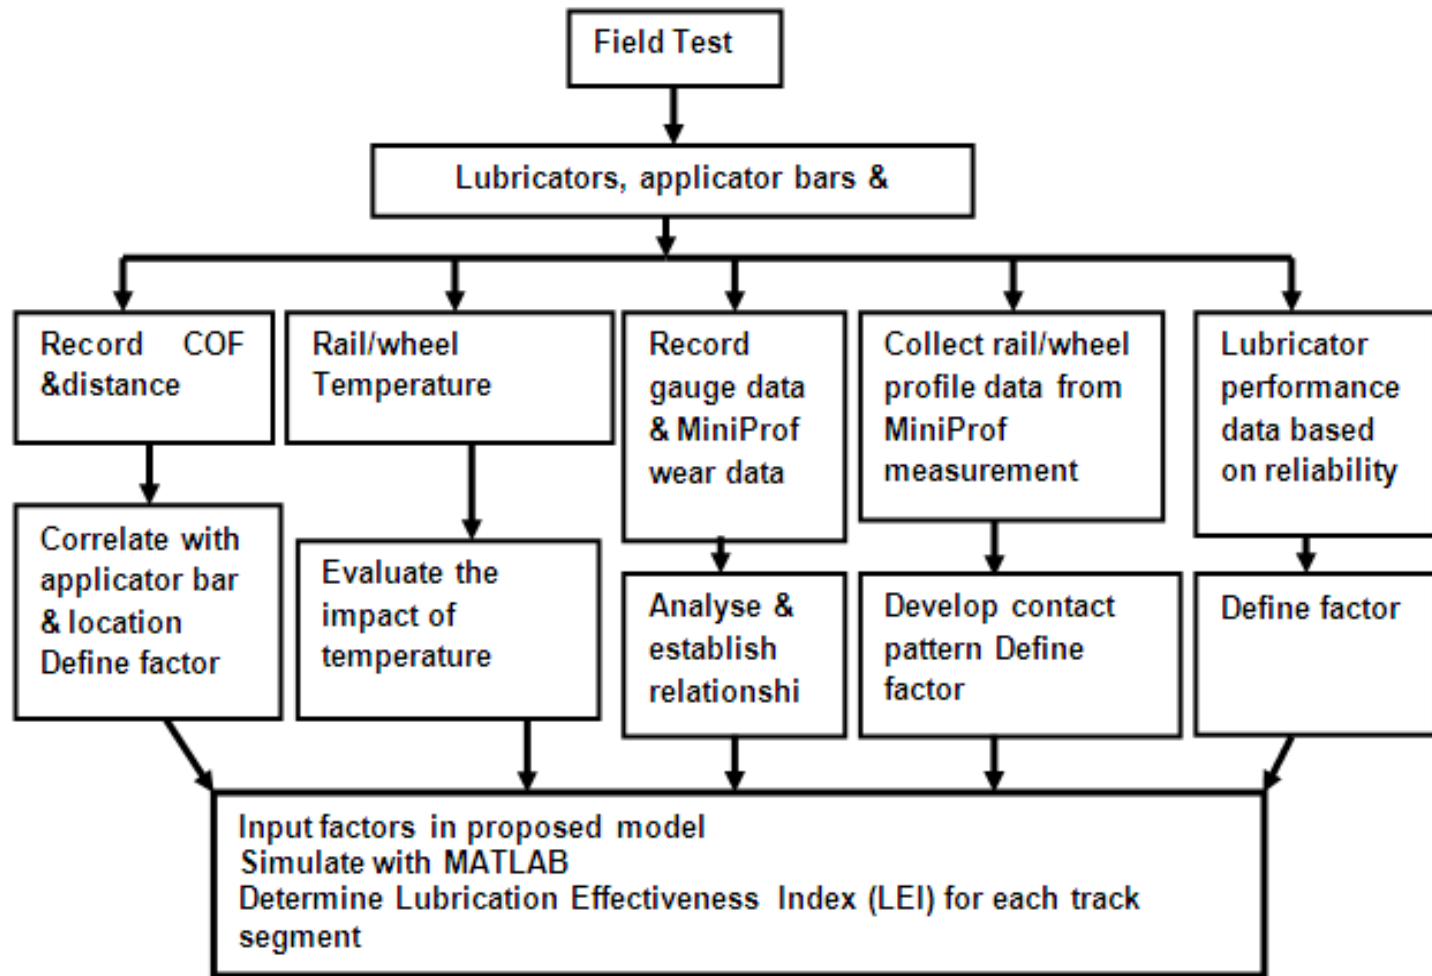 Field Test
Lubricators, applicator bars &
Record COF
&distance
Rail/wheel
Temperature
Record
gauge data
& MiniProf
wear data
Collect rail/wheel
profile data from
MiniProf
measurement
Lubricator
performance
data based
on reliability
Correlate with
applicator bar
& location
Define factor
Evaluate the
impact of
temperature
Analyse &
establish
relationshi
Develop contact
pattern Define
factor
Define factor
Input factors in proposed model
Simulate with MATLAB
Determine Lubrication Effectiveness Index (LEI) for each track
segment